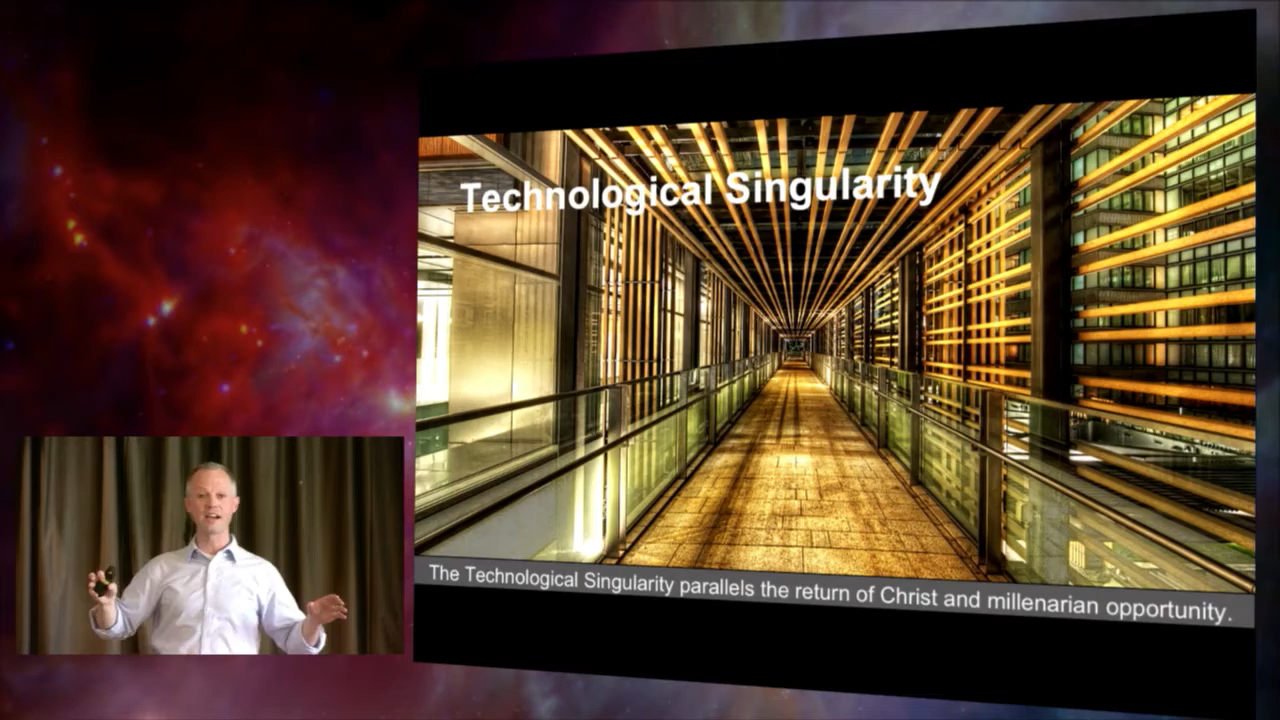 Technological Singularity
The Technological Singularity parallels the return of Christ and millenarian opportunity.